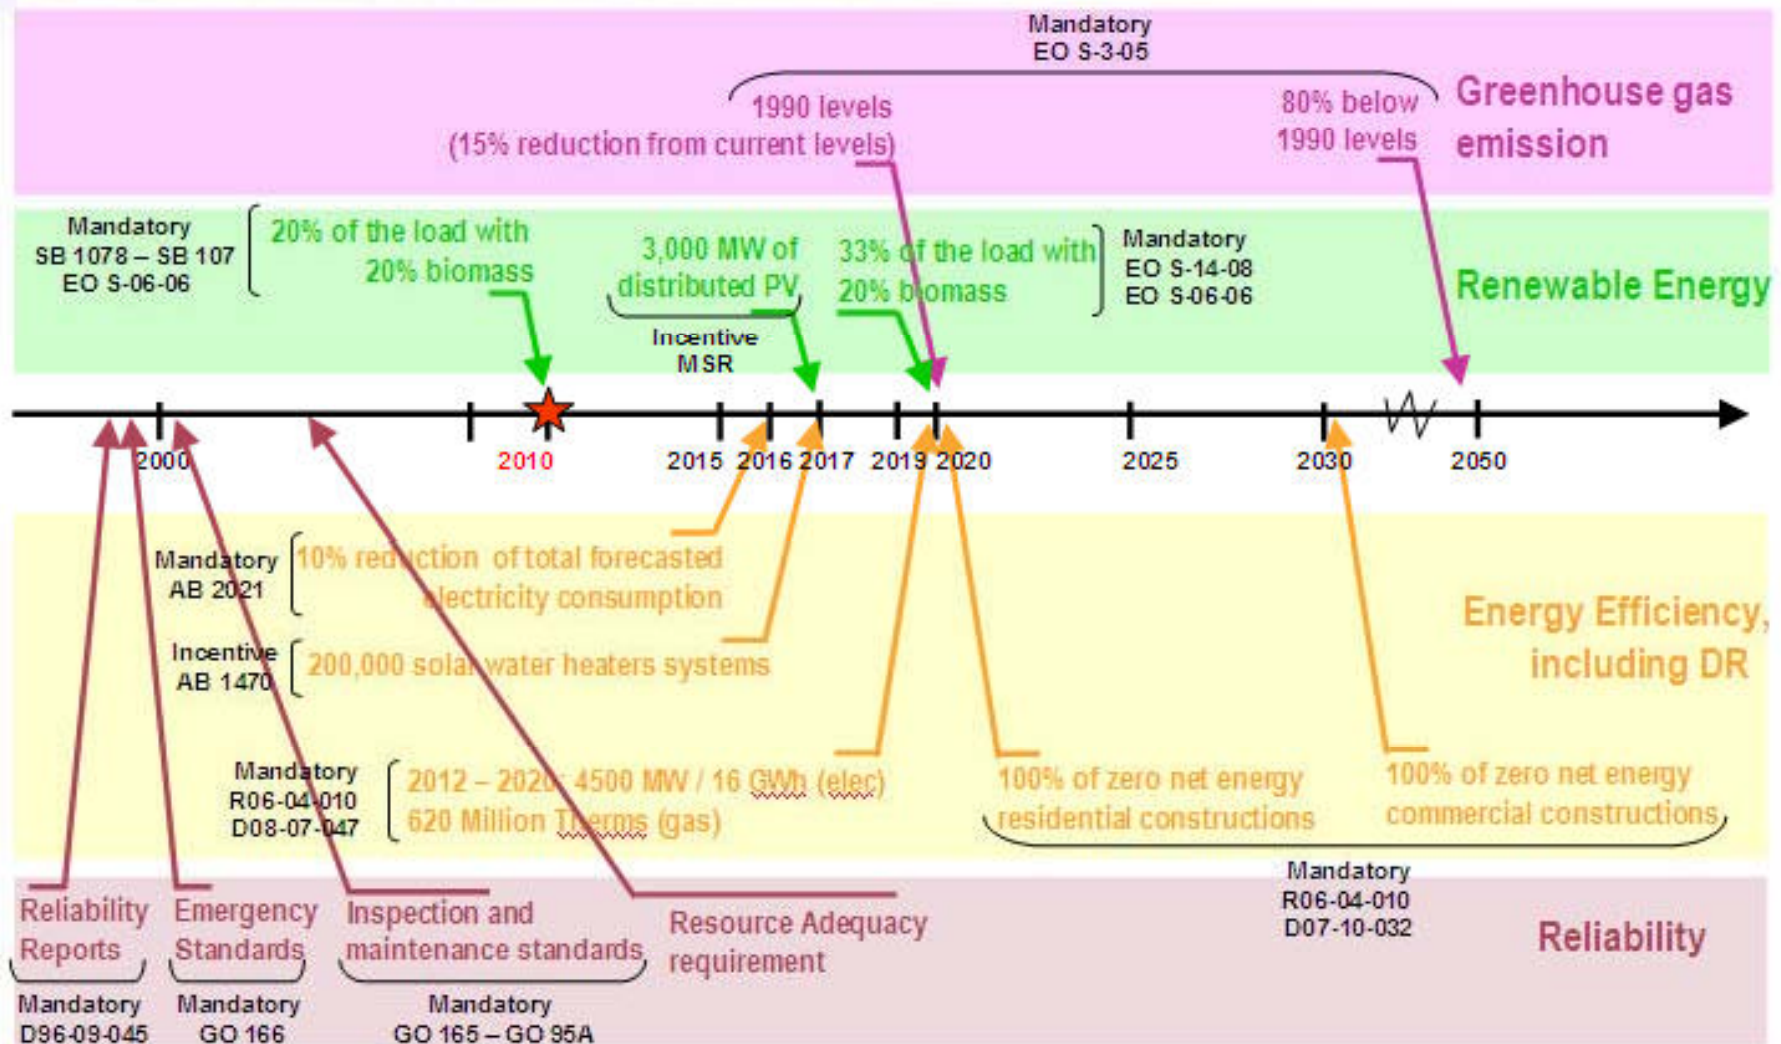 Mandatory
EO S-3-05
1990 levels
(15% reduction from current levels)
80% below
1990 levels
Greenhouse gas
emission
Mandatory
SB 1078 – SB 107
EO S-06-06
20% of the load with
20% biomass
3,000 MW of
distributed PV
Incentive
MSR
33% of the load with
20% biomass
Mandatory
EO S-14-08
EO S-06-06
Renewable Energy
2000 2010 2015 2016 2017 2019 2020 2025 2030 2050
Mandatory
AB 2021
10% reduction of total forecasted
electricity consumption
Incentive
AB 1470
200,000 solar water heaters systems
Energy Efficiency,
including DR
Mandatory
R06-04-010
D08-07-047
2012 – 2020: 4500 MW / 16 GWh (elec)
620 Million Therms (gas)
100% of zero net energy
residential constructions
100% of zero net energy
commercial constructions
Mandatory
R06-04-010
D07-10-032
Reliability
Reports
Mandatory
D96-09-045
Emergency
Standards
Mandatory
GO 166
Inspection and
maintenance standards
Mandatory
GO 165 – GO 95A
Resource Adequacy
requirement
Reliability